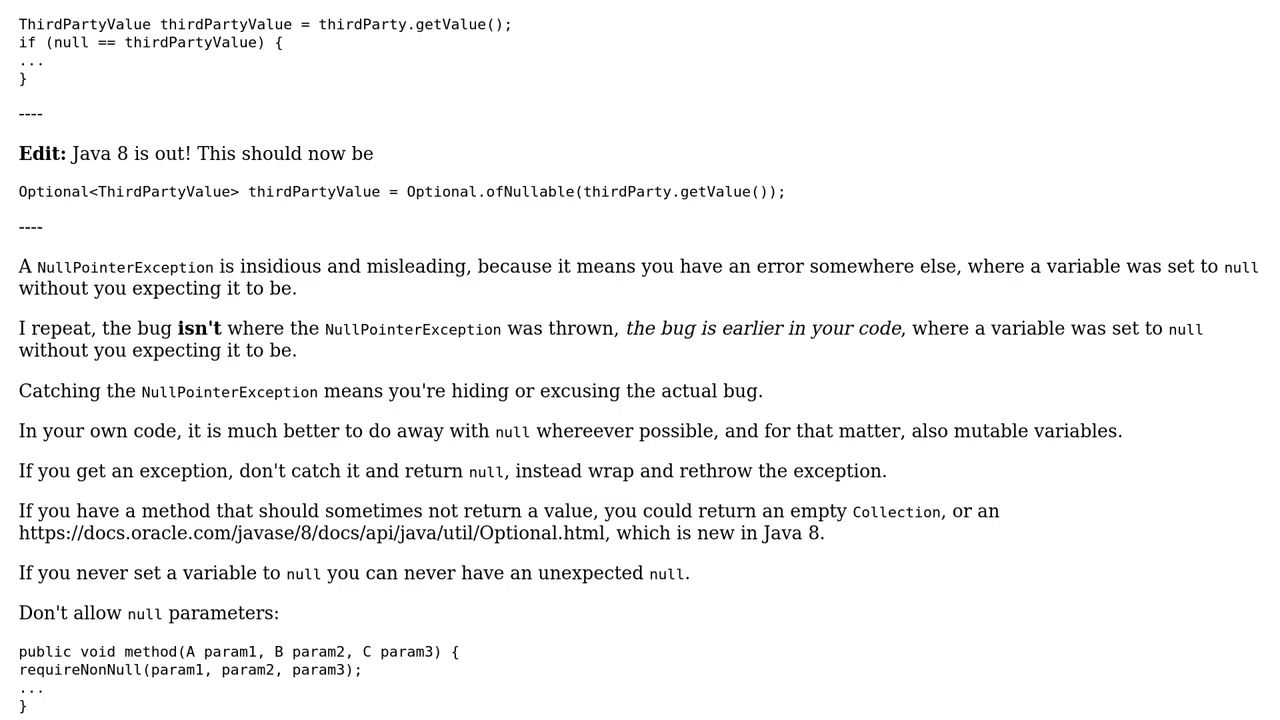 ThirdPartyValue thirdPartyValue = thirdParty.getValue();
if (null == thirdPartyValue) {
...
}
----
Edit: Java 8 is out! This should now be
Optional<ThirdPartyValue> thirdPartyValue = Optional.ofNullable(thirdParty.getValue());
----
A NullPointerException is insidious and misleading, because it means you have an error somewhere else, where a variable was set to null
without you expecting it to be.
I repeat, the bug isn't where the NullPointerException was thrown, the bug is earlier in your code, where a variable was set to null
without you expecting it to be.
Catching the NullPointerException means you're hiding or excusing the actual bug.
In your own code, it is much better to do away with null whereever possible, and for that matter, also mutable variables.
If you get an exception, don't catch it and return null, instead wrap and rethrow the exception.
If you have a method that should sometimes not return a value, you could return an empty Collection, or an
https://docs.oracle.com/javase/8/docs/api/java/util/Optional.html, which is new in Java 8.
If you never set a variable to null you can never have an unexpected null.
Don't allow null parameters:
public void method(A param1, B param2, C param3) {
requireNonNull(param1, param2, param3);
...
}